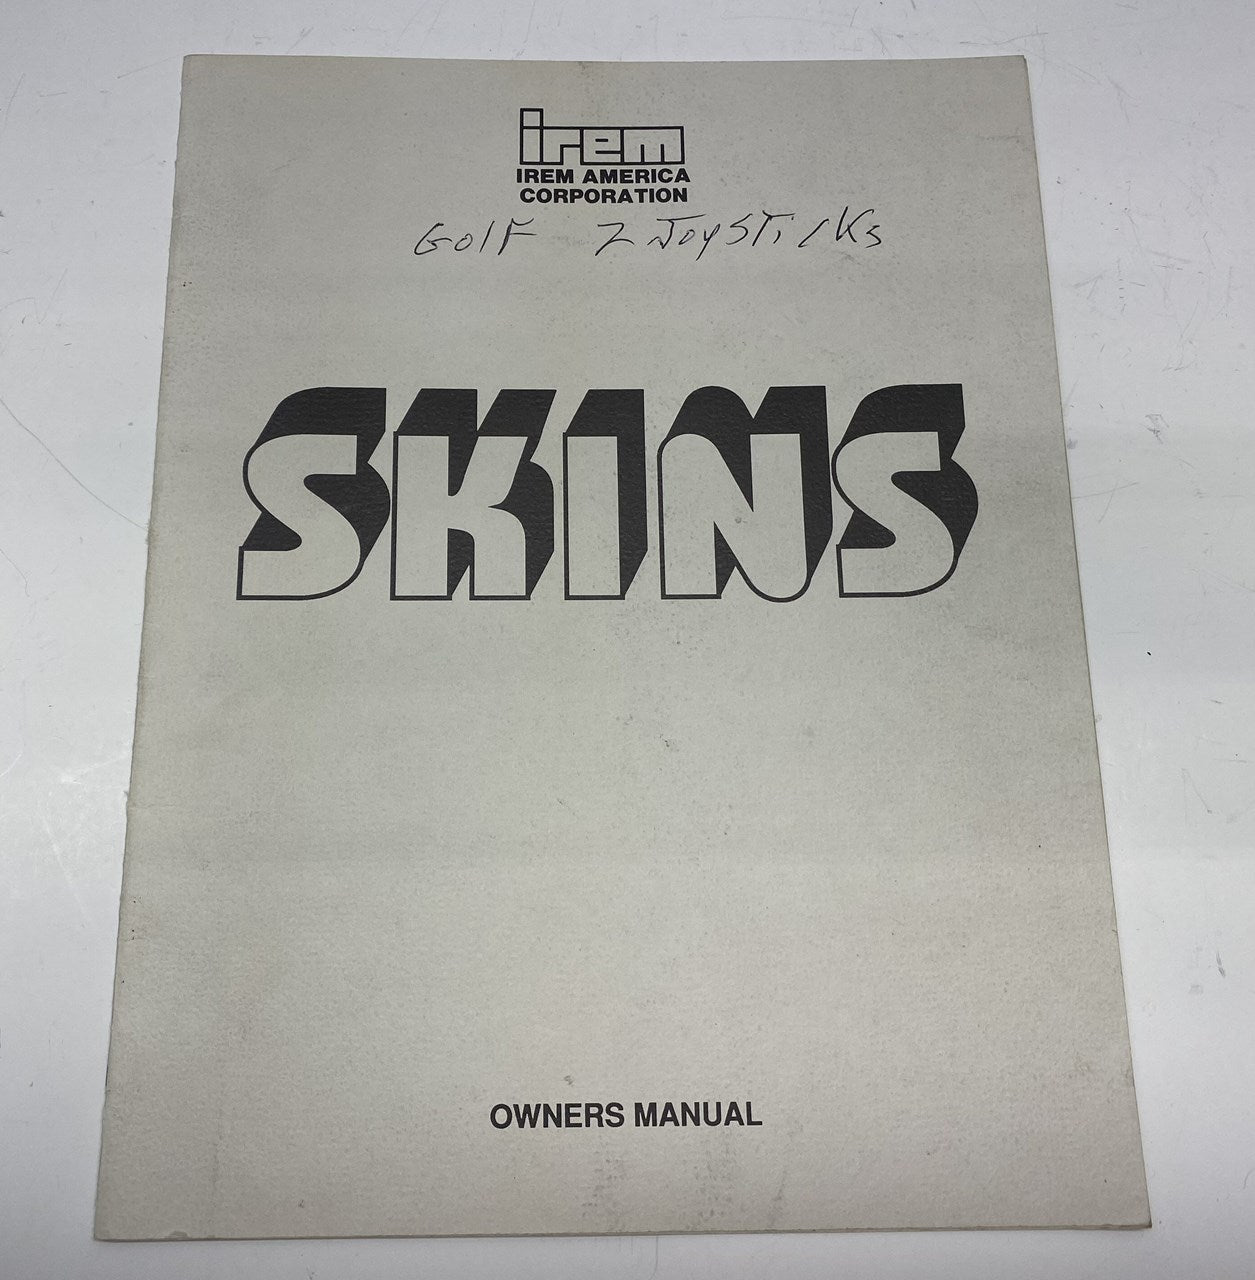 irem
IREM AMERICA
CORPORATION
Golf 2 Joysticks
SKINS
OWNERS MANUAL